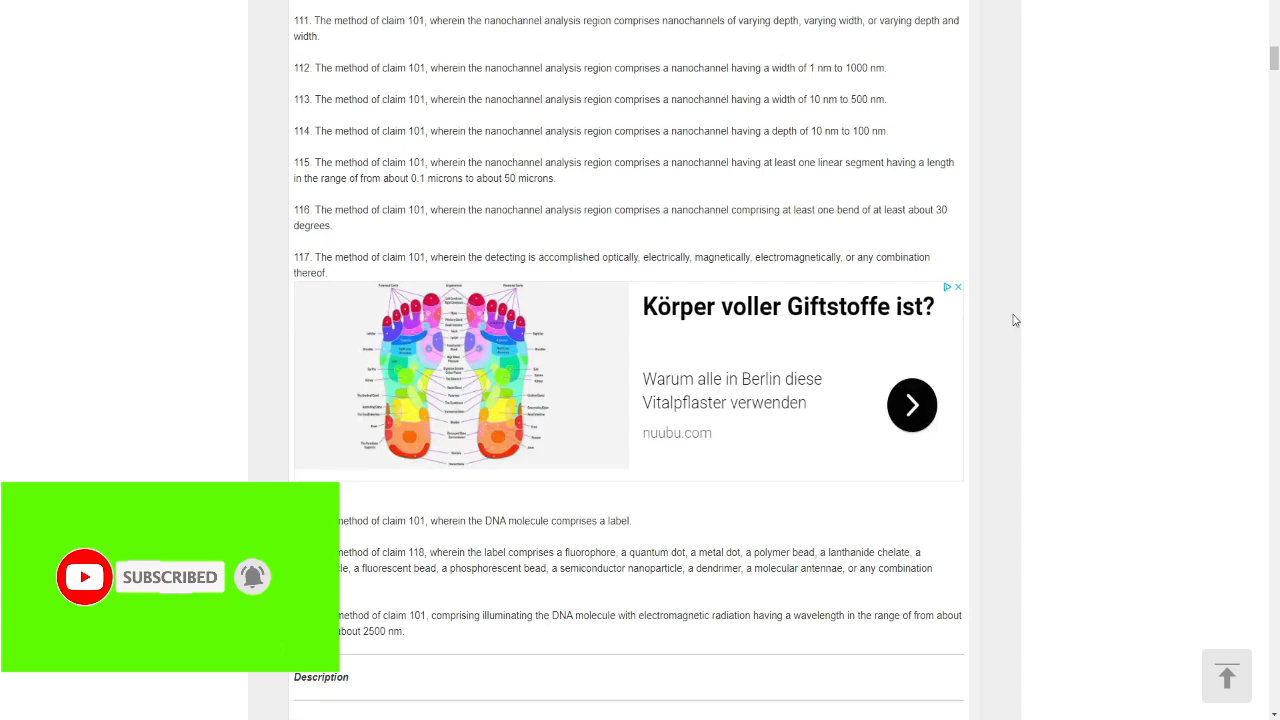 111. The method of claim 101, wherein the nanochannel analysis region comprises nanochannels of varying depth, varying width, or varying depth and
width.
112. The method of claim 101, wherein the nanochannel analysis region comprises a nanochannel having a width of 1 nm to 1000 nm.
113. The method of claim 101, wherein the nanochannel analysis region comprises a nanochannel having a width of 10 nm to 500 nm.
114. The method of claim 101, wherein the nanochannel analysis region comprises a nanochannel having a depth of 10 nm to 100 nm.
115. The method of claim 101, wherein the nanochannel analysis region comprises a nanochannel having at least one linear segment having a length
in the range of from about 0.1 microns to about 50 microns.
116. The method of claim 101, wherein the nanochannel analysis region comprises a nanochannel comprising at least one bend of at least about 30
degrees.
117. The method of claim 101, wherein the detecting is accomplished optically, electrically, magnetically, electromagnetically, or any combination
thereof.
Körper voller Giftstoffe ist?
Warum alle in Berlin diese
Vitalpflaster verwenden
nuubu.com
method of claim 101, wherein the DNA molecule comprises a label.
method of claim 118, wherein the label comprises a fluorophore, a quantum dot, a metal dot, a polymer bead, a lanthanide chelate, a
a fluorescent bead, a phosphorescent bead, a semiconductor nanoparticle, a dendrimer, a molecular antennae, or any combination
method of claim 101, comprising illuminating the DNA molecule with electromagnetic radiation having a wavelength in the range of from about
about 2500 nm.
SUBSCRIBED
Description